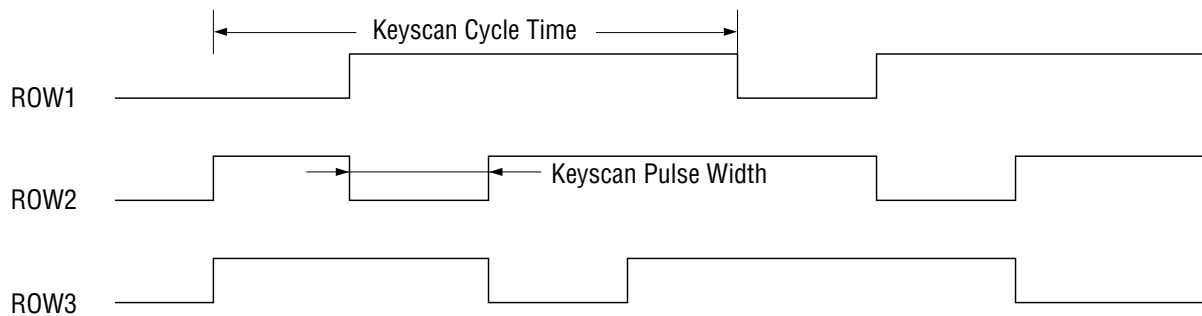 Keyscan Cycle Time
ROW1
ROW2
Keyscan Pulse Width
ROW3